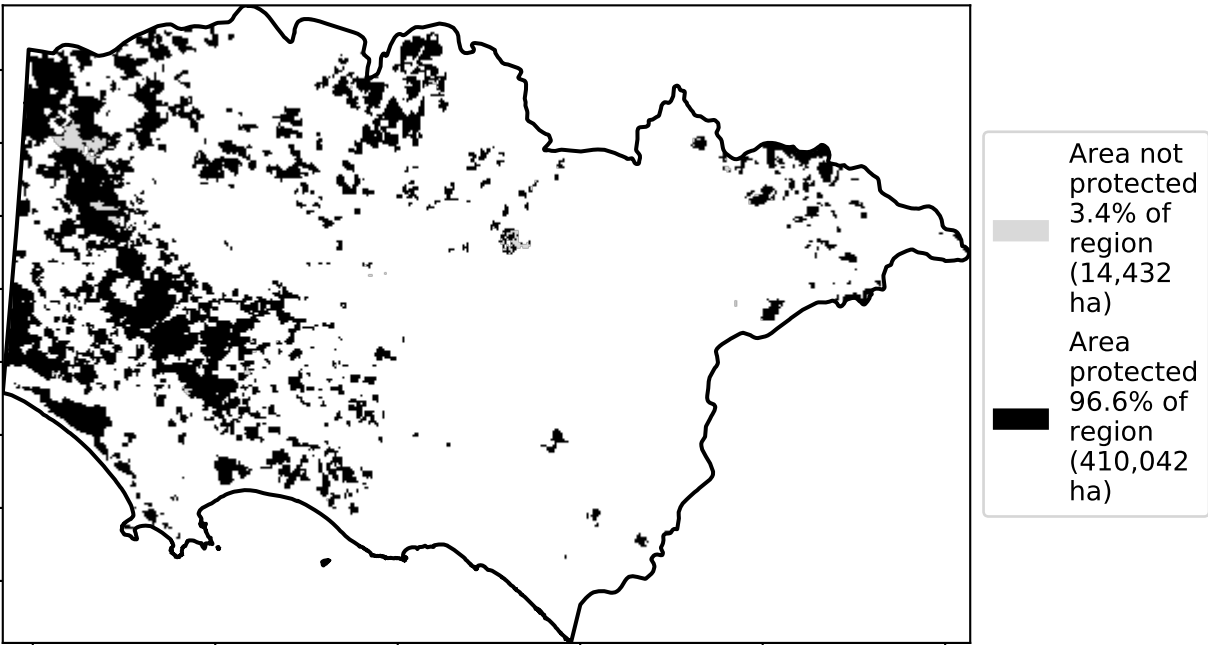 Area not
protected
3.4% of
region
(14,432
ha)
Area
protected
96.6% of
region
(410,042
ha)